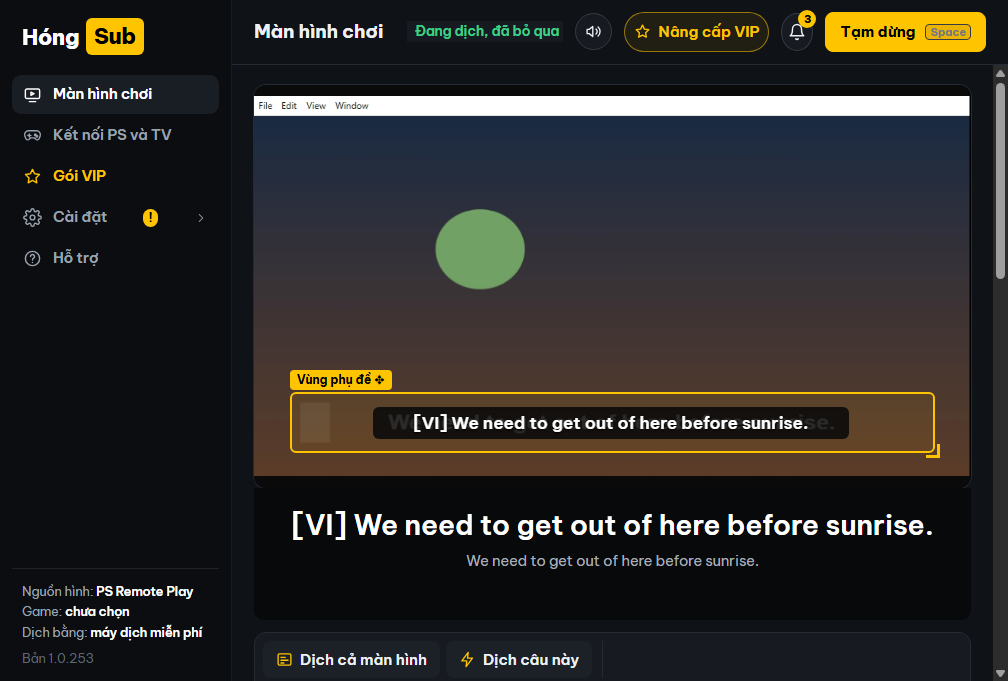 Hóng Sub
Màn hình chơi
Kết nối PS và TV
Gói VIP
Cài đặt !
Hỗ trợ
Nguồn hình: PS Remote Play
Game: chưa chọn
Dịch bằng: máy dịch miễn phí
Bản 1.0.253
Màn hình chơi
Đang dịch, đã bỏ qua
Nâng cấp VIP
3
Tạm dừng Space
File Edit View Window
Vùng phụ đề
[VI] We need to get out of here before sunrise.
[VI] We need to get out of here before sunrise.
We need to get out of here before sunrise.
Dịch cả màn hình
Dịch câu này